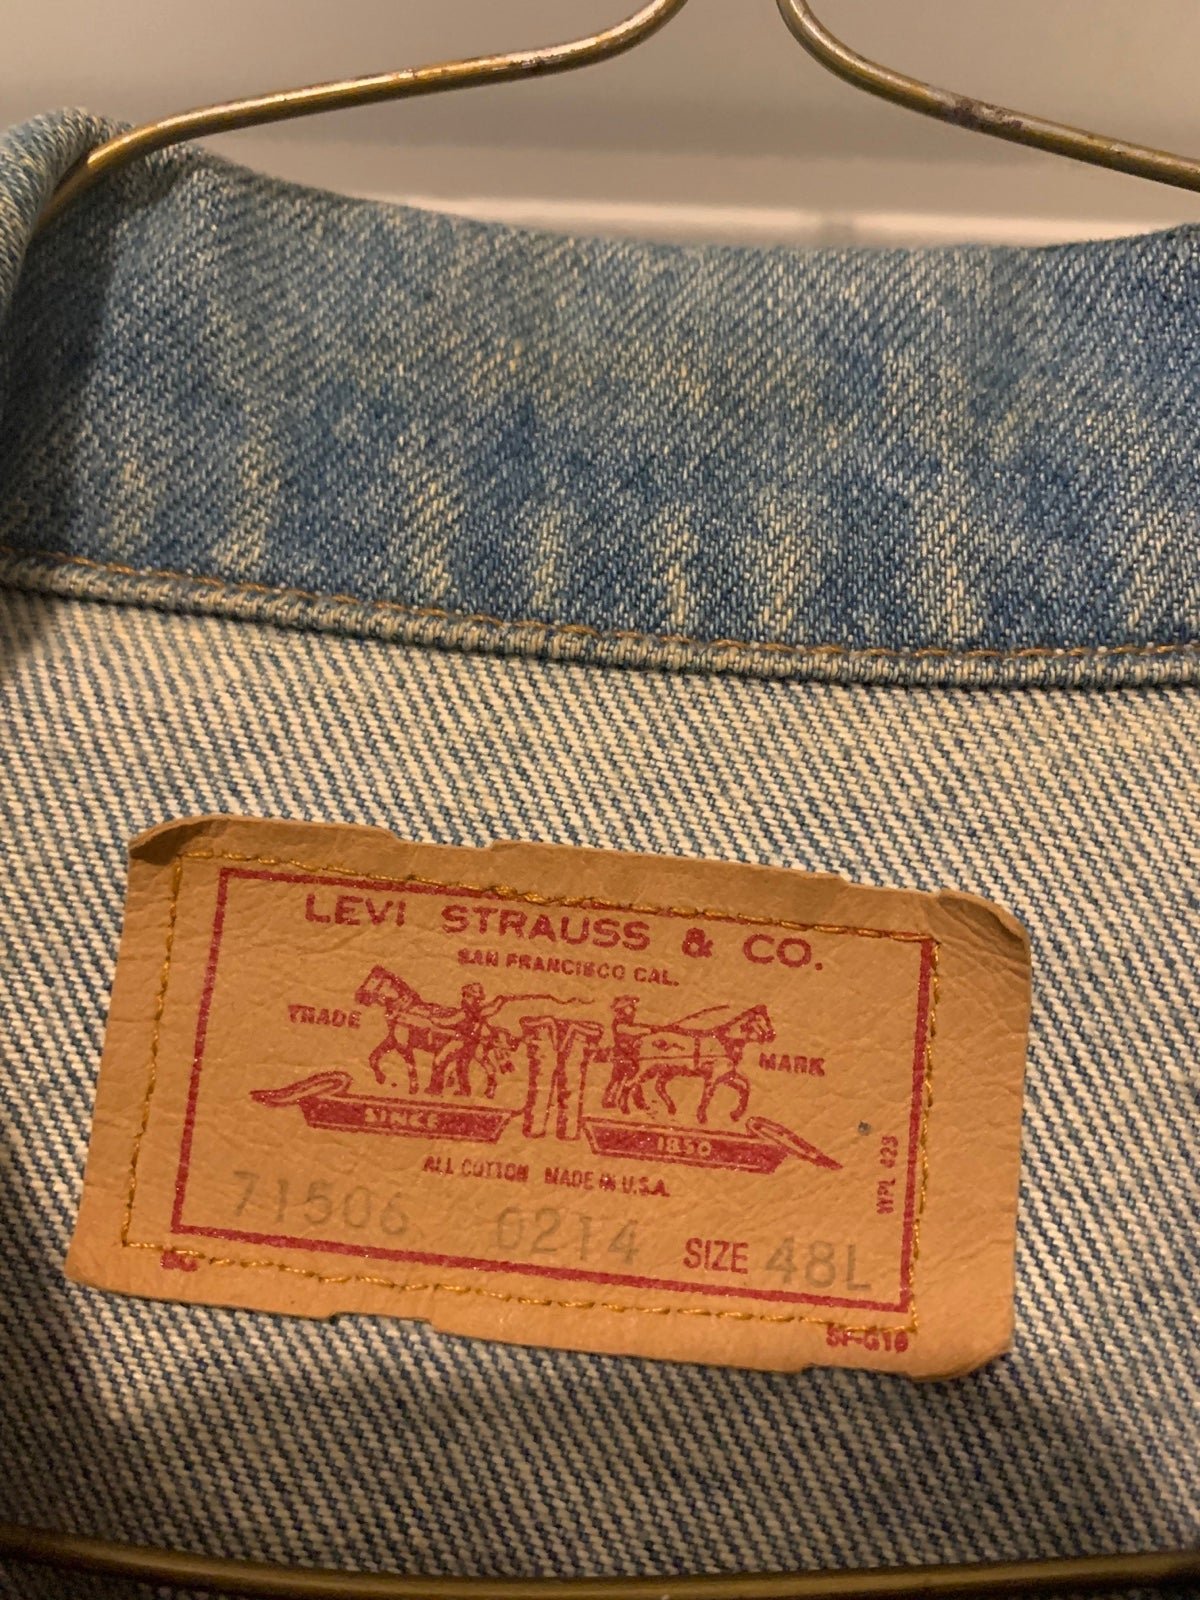 LEVI STRAUSS & CO.
SAN FRANCISCO CAL.
TRADE MARK
SINCE 1850
ALL COTTON MADE IN U.S.A.
WPL 423
71506 0214 SIZE 48L
SF-G16